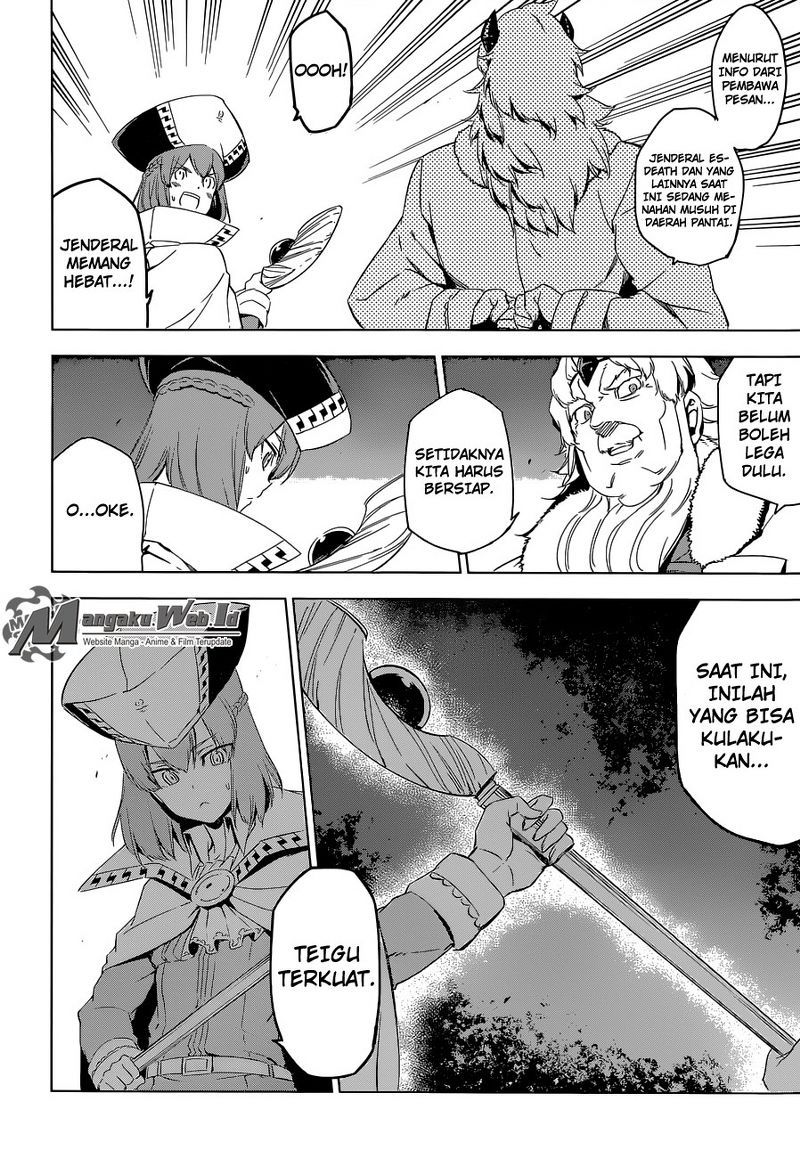 MENURUT
INFO DARI
PEMBAWA
PESAN...
JENDERAL ES-
DEATH DAN YANG
LAINNYA SAAT
INI SEDANG ME-
NAHAN MUSUH DI
DAERAH PANTAI.
OOOH!
JENDERAL
MEMANG
HEBAT...!
TAPI
KITA
BELUM
BOLEH
LEGA
DULU.
SETIDAKNYA
KITA HARUS
BERSIAP.
O...OKE.
MangakuWeb.Id
Website Manga - Anime & Film Terupdate
SAAT INI,
INILAH
YANG BISA
KULAKU-
KAN...
TEIGU
TERKUAT.